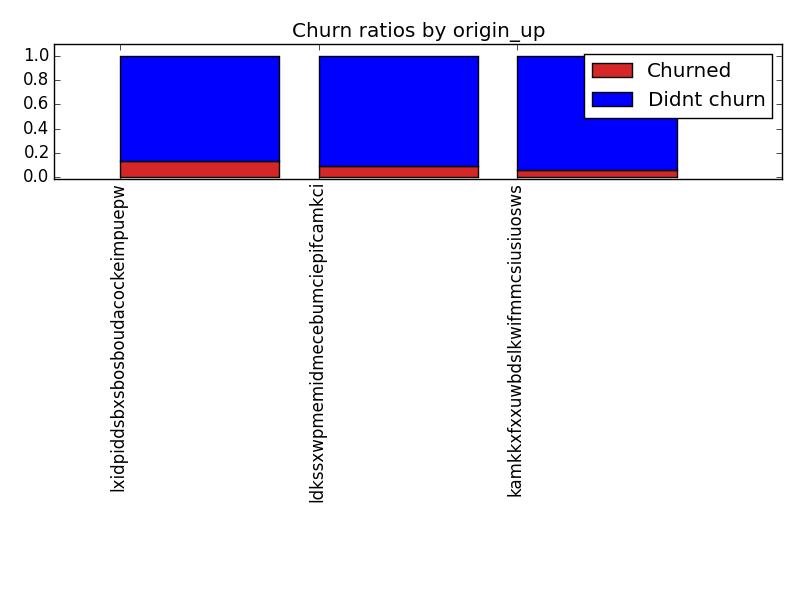 Churn ratios by origin_up
1.0
0.8
0.6
0.4
0.2
0.0
Churned
Didnt churn
lxidpiddsbxsbosboudacockeimpuepw
ldkssxwpmemidmecebumciepifcamkci
kamkkxfxxuwbdslkwifmmcsiusiuosws